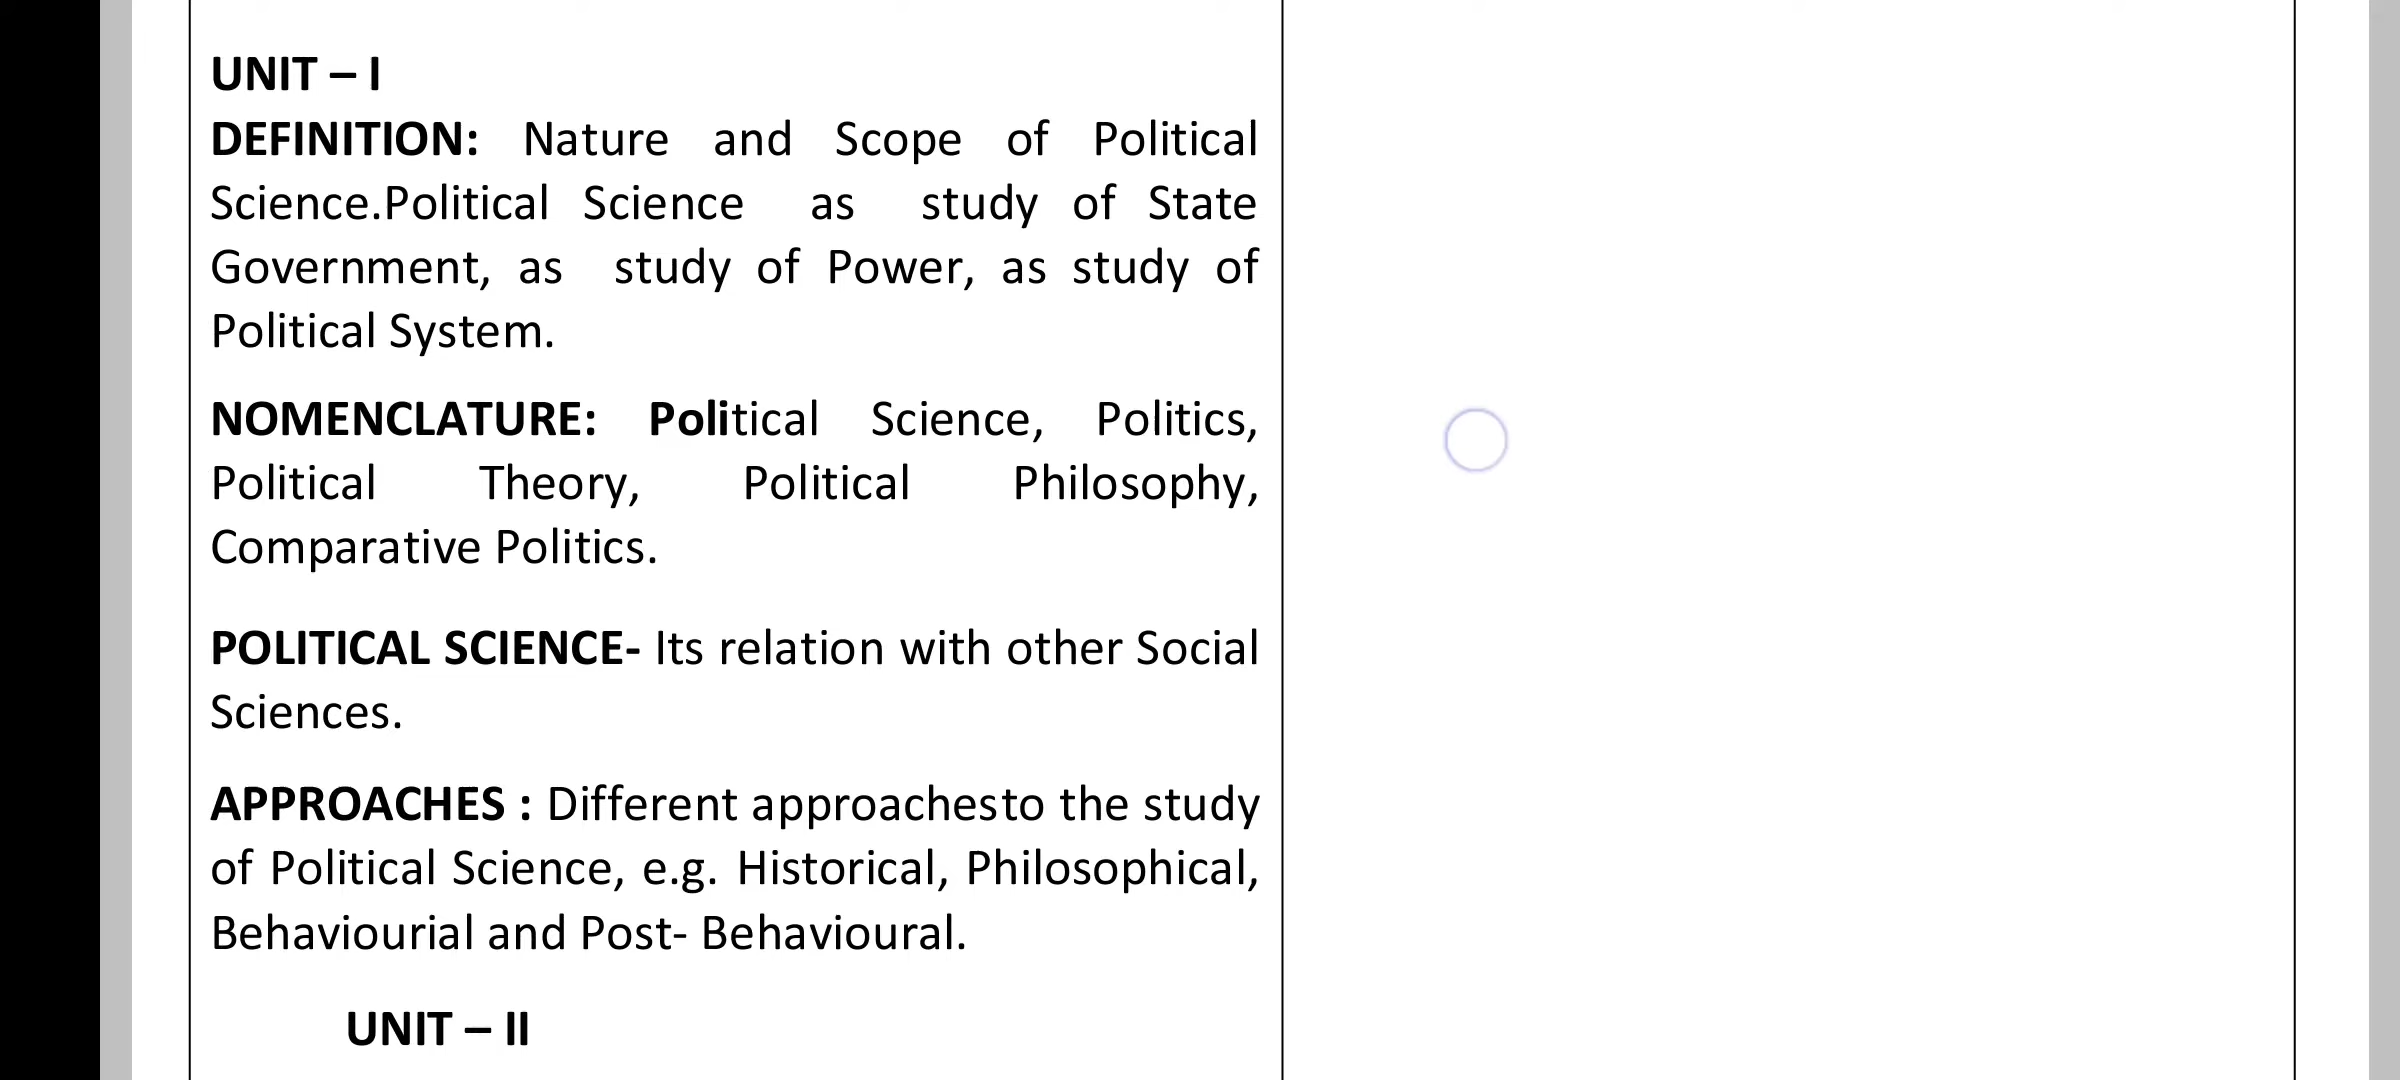 UNIT – I
DEFINITION: Nature and Scope of Political
Science.Political Science as study of State
Government, as study of Power, as study of
Political System.
NOMENCLATURE: Political Science, Politics,
Political Theory, Political Philosophy,
Comparative Politics.
POLITICAL SCIENCE- Its relation with other Social
Sciences.
APPROACHES : Different approachesto the study
of Political Science, e.g. Historical, Philosophical,
Behaviourial and Post- Behavioural.
UNIT – II